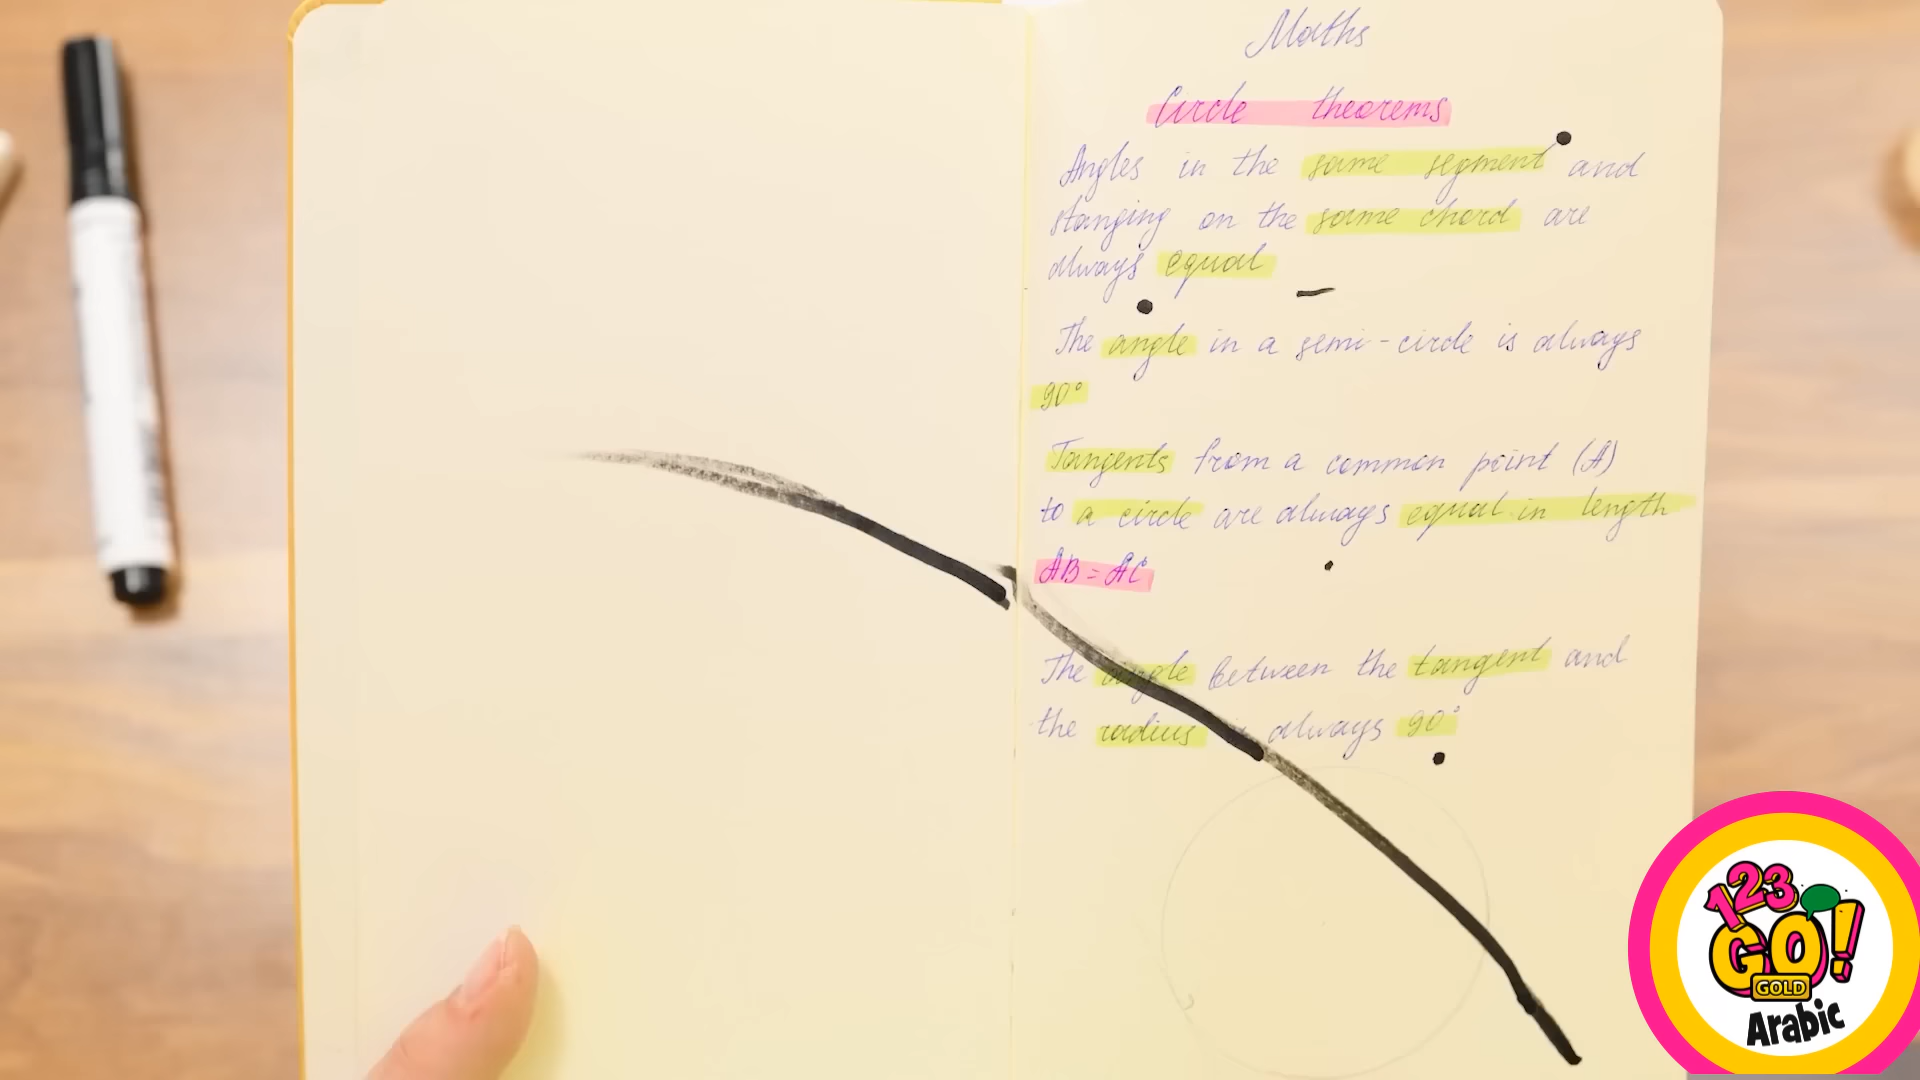 Maths
Circle theorems
Angles in the same segment and
stanging on the same chord are
always equal
The angle in a semi-circle is always
90°
Tangents from a common point (A)
to a circle are always equal in length
AB = AC
The angle between the tangent and
the radius is always 90°
123
GO!
GOLD
Arabic